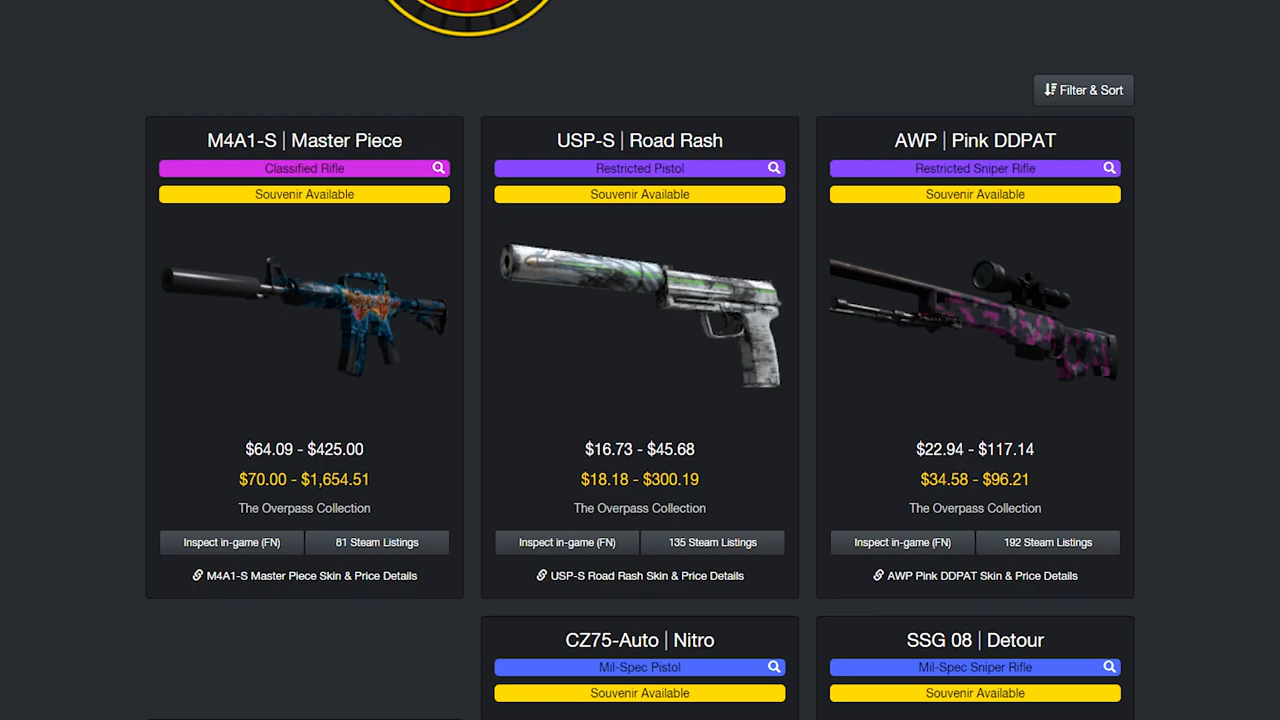 Filter & Sort
M4A1-S | Master Piece
Classified Rifle
Souvenir Available
$64.09 - $425.00
$70.00 - $1,654.51
The Overpass Collection
Inspect in-game (FN)
81 Steam Listings
M4A1-S Master Piece Skin & Price Details
USP-S | Road Rash
Restricted Pistol
Souvenir Available
$16.73 - $45.68
$18.18 - $300.19
The Overpass Collection
Inspect in-game (FN)
135 Steam Listings
USP-S Road Rash Skin & Price Details
AWP | Pink DDPAT
Restricted Sniper Rifle
Souvenir Available
$22.94 - $117.14
$34.58 - $96.21
The Overpass Collection
Inspect in-game (FN)
192 Steam Listings
AWP Pink DDPAT Skin & Price Details
CZ75-Auto | Nitro
Mil-Spec Pistol
Souvenir Available
SSG 08 | Detour
Mil-Spec Sniper Rifle
Souvenir Available